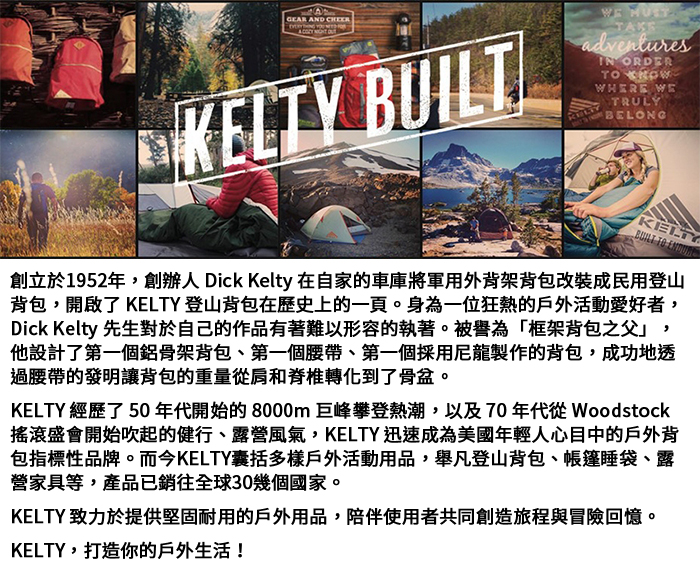 GEAR AND CHEER
EVERYTHING YOU NEED FOR
A COZY NIGHT OUT
WE MUST
TAKE
adventures
IN ORDER
TO KNOW
WHERE WE
TRULY
BELONG
KELTY BUILT
KELTY
BUILT TO ENDURE
創立於1952年，創辦人 Dick Kelty 在自家的車庫將軍用外背架背包改裝成民用登山
背包，開啟了 KELTY 登山背包在歷史上的一頁。身為一位狂熱的戶外活動愛好者，
Dick Kelty 先生對於自己的作品有著難以形容的執著。被譽為「框架背包之父」，
他設計了第一個鋁骨架背包、第一個腰帶、第一個採用尼龍製作的背包，成功地透
過腰帶的發明讓背包的重量從肩和脊椎轉化到了骨盆。
KELTY 經歷了 50 年代開始的 8000m 巨峰攀登熱潮，以及 70 年代從 Woodstock
搖滾盛會開始吹起的健行、露營風氣，KELTY 迅速成為美國年輕人心目中的戶外背
包指標性品牌。而今KELTY囊括多樣戶外活動用品，舉凡登山背包、帳篷睡袋、露
營家具等，產品已銷往全球30幾個國家。
KELTY 致力於提供堅固耐用的戶外用品，陪伴使用者共同創造旅程與冒險回憶。
KELTY，打造你的戶外生活！